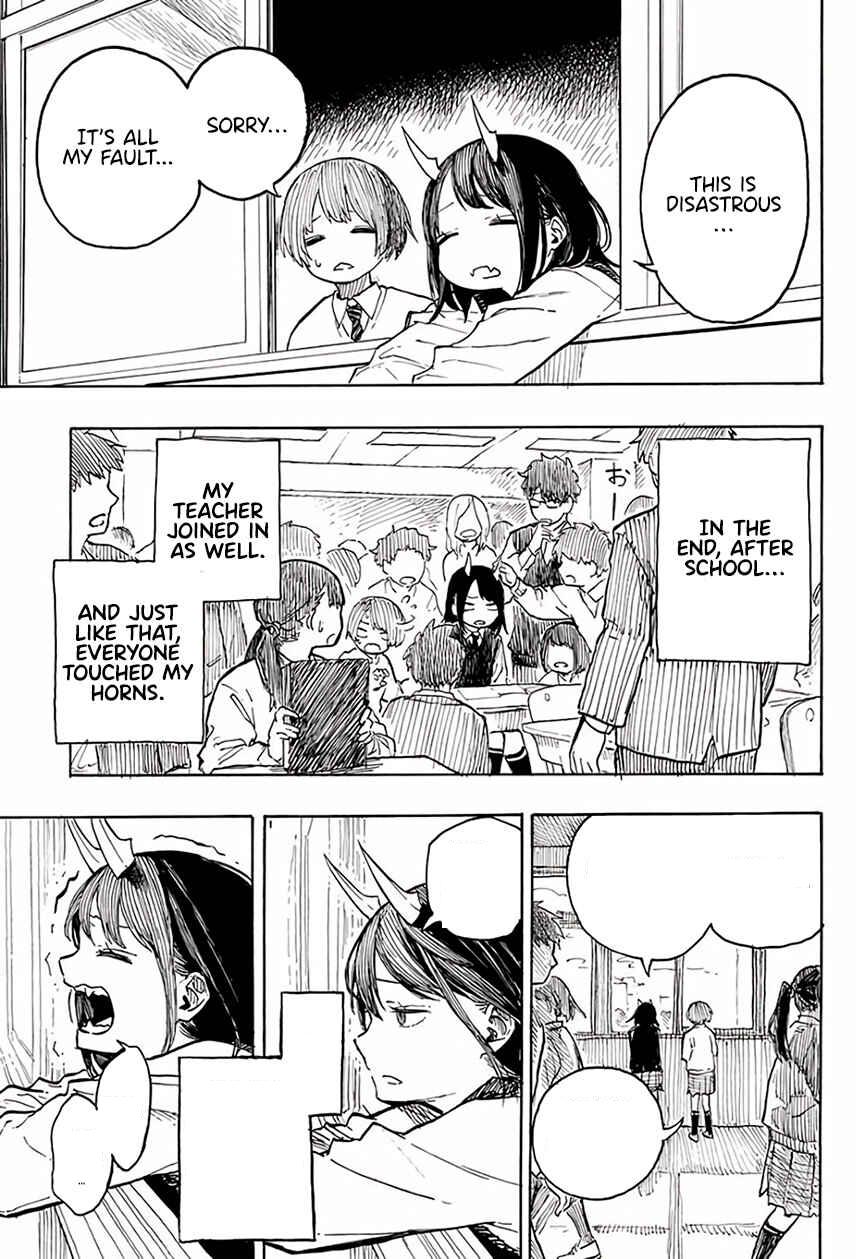 THIS IS
DISASTROUS
...
SORRY...
IT'S ALL
MY FAULT...
IN THE
END, AFTER
SCHOOL...
おー
MY
TEACHER
JOINED IN
AS WELL.
AND JUST
LIKE THAT,
EVERYONE
TOUCHED MY
HORNS.
...